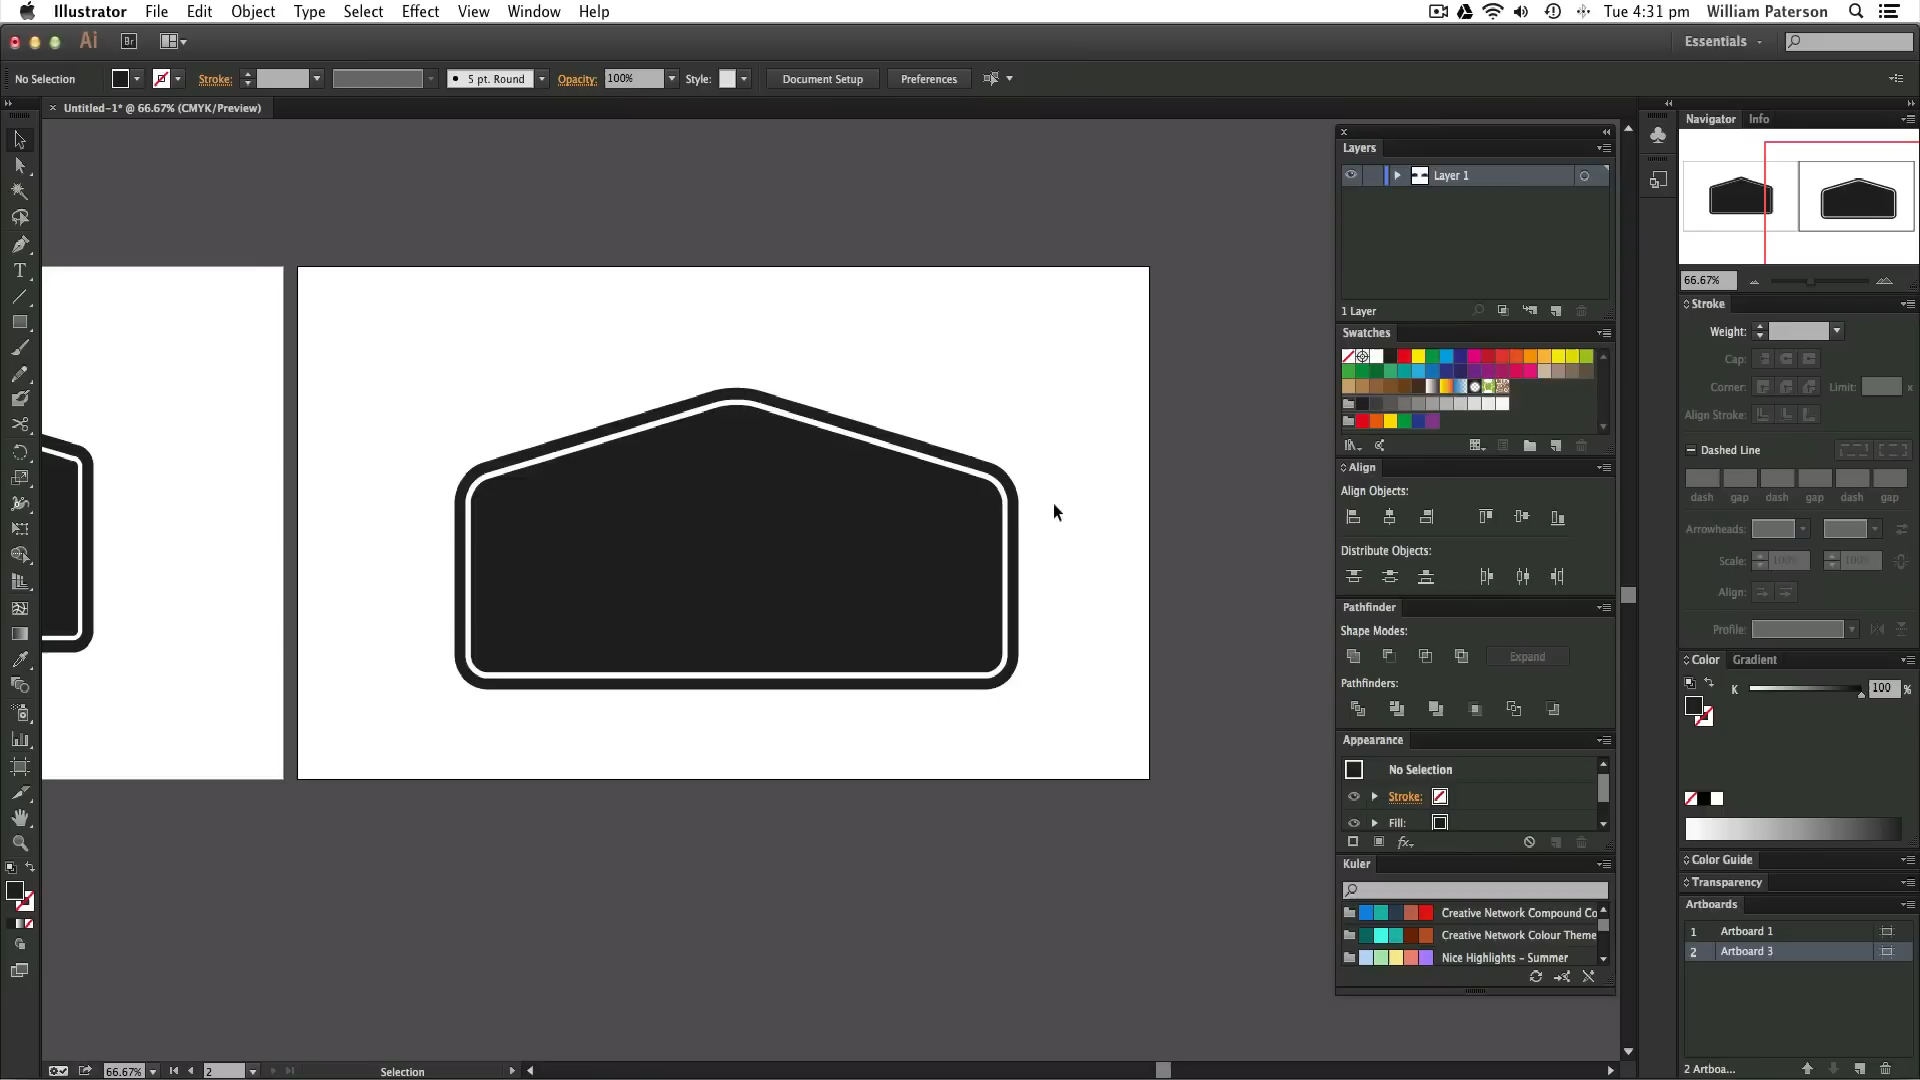 Illustrator File Edit Object Type Select Effect View Window Help Tue 4:31 pm William Paterson
Ai Br Essentials
No Selection Stroke: 5 pt. Round Opacity: 100% Style: Document Setup Preferences
× Untitled-1* @ 66.67% (CMYK/Preview)
Layers
Layer 1
1 Layer
Swatches
Align
Align Objects:
Distribute Objects:
Pathfinder
Shape Modes:
Expand
Pathfinders:
Appearance
No Selection
Stroke:
Fill:
fx
Kuler
Creative Network Compound Co
Creative Network Colour Theme
Nice Highlights - Summer
Navigator Info
66.67%
Stroke
Weight:
Cap:
Corner: Limit: x
Align Stroke:
Dashed Line
dash gap dash gap dash gap
Arrowheads:
Scale: 100% 100%
Align:
Profile:
Color Gradient
K 100 %
Color Guide
Transparency
Artboards
1 Artboard 1
2 Artboard 3
2 Artboa...
T
66.67% 2 Selection